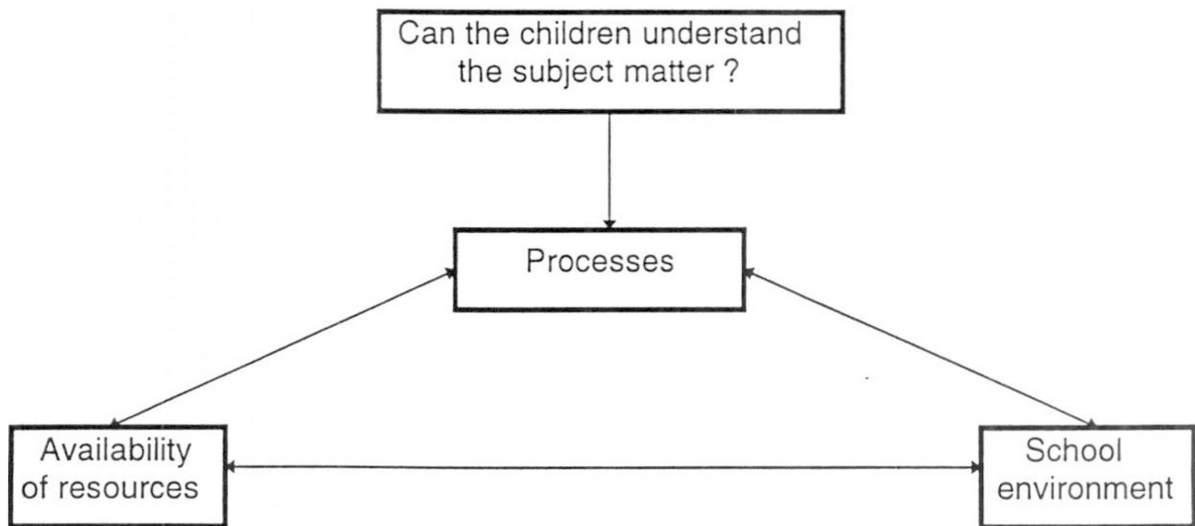 Can the children understand
the subject matter ?
Processes
Availability
of resources
School
environment